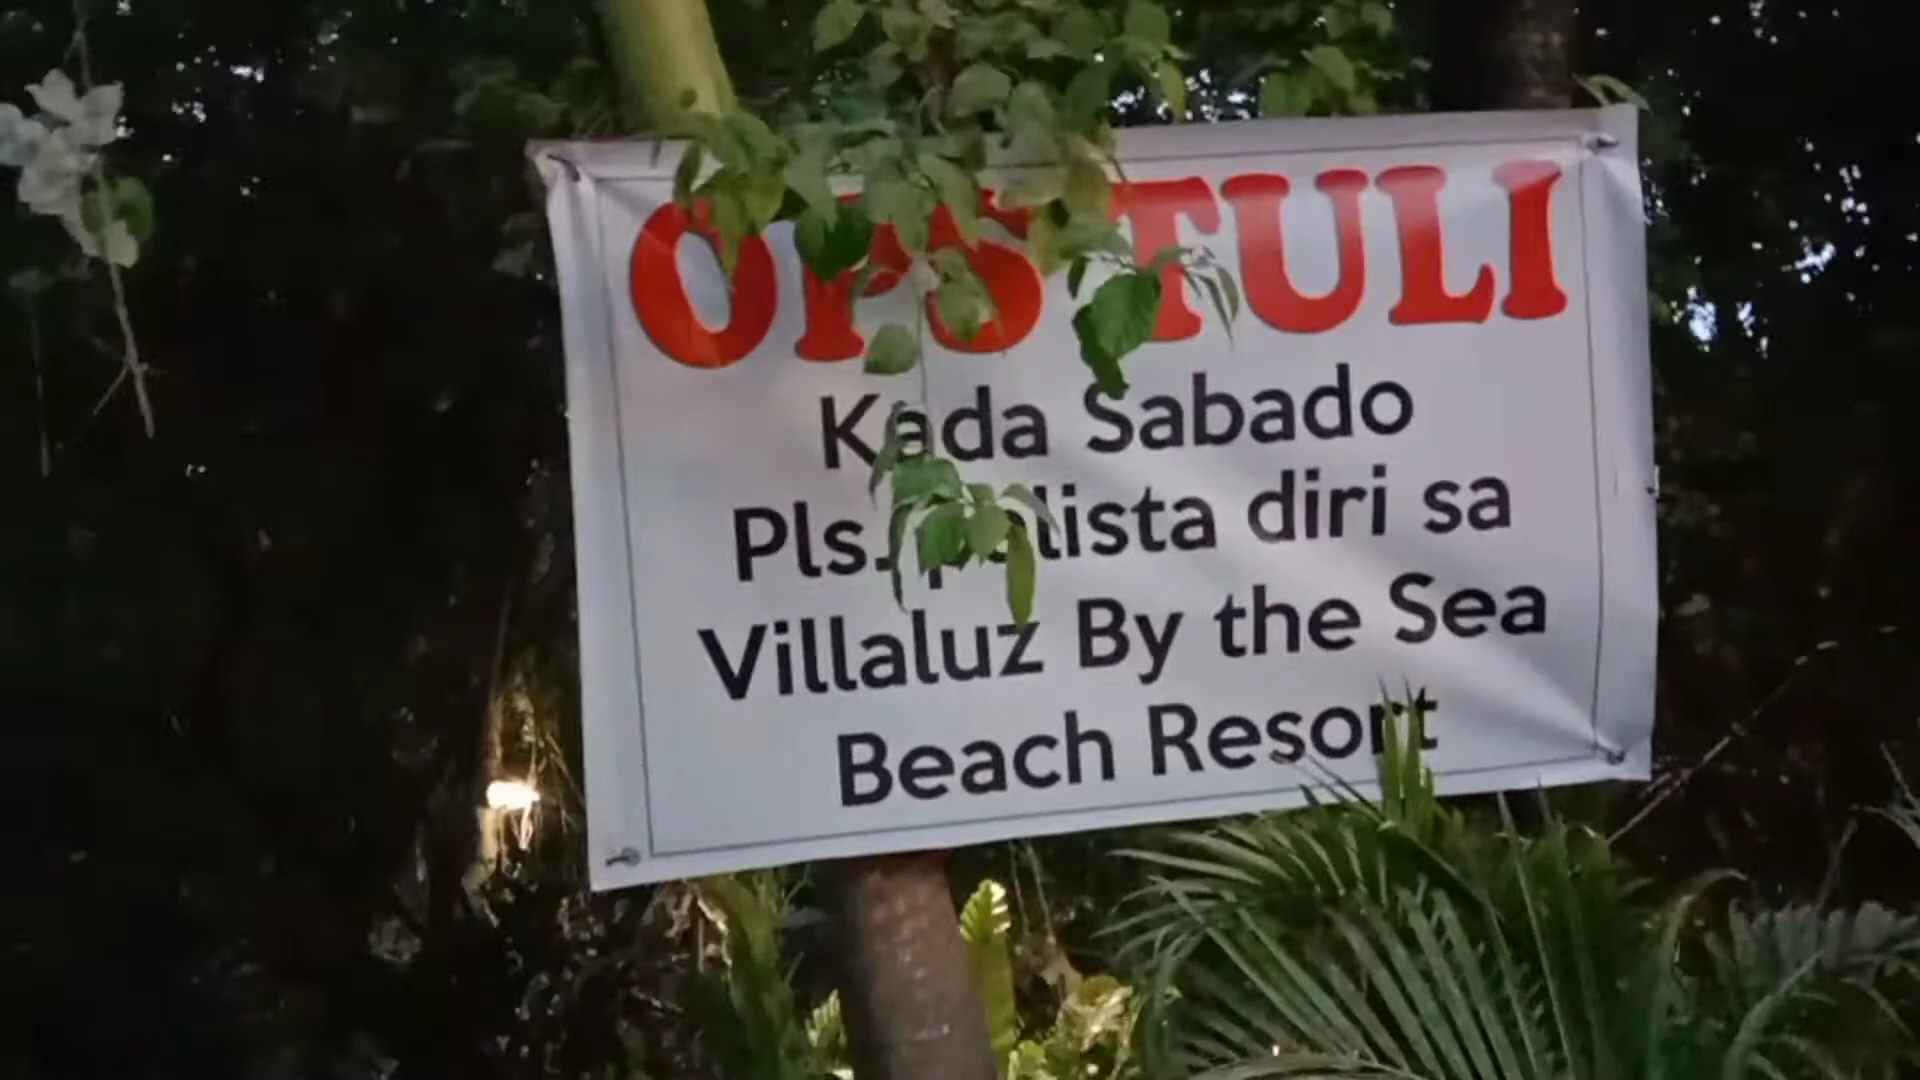 OPS TULI
Kada Sabado
Pls. palista diri sa
Villaluz By the Sea
Beach Resort